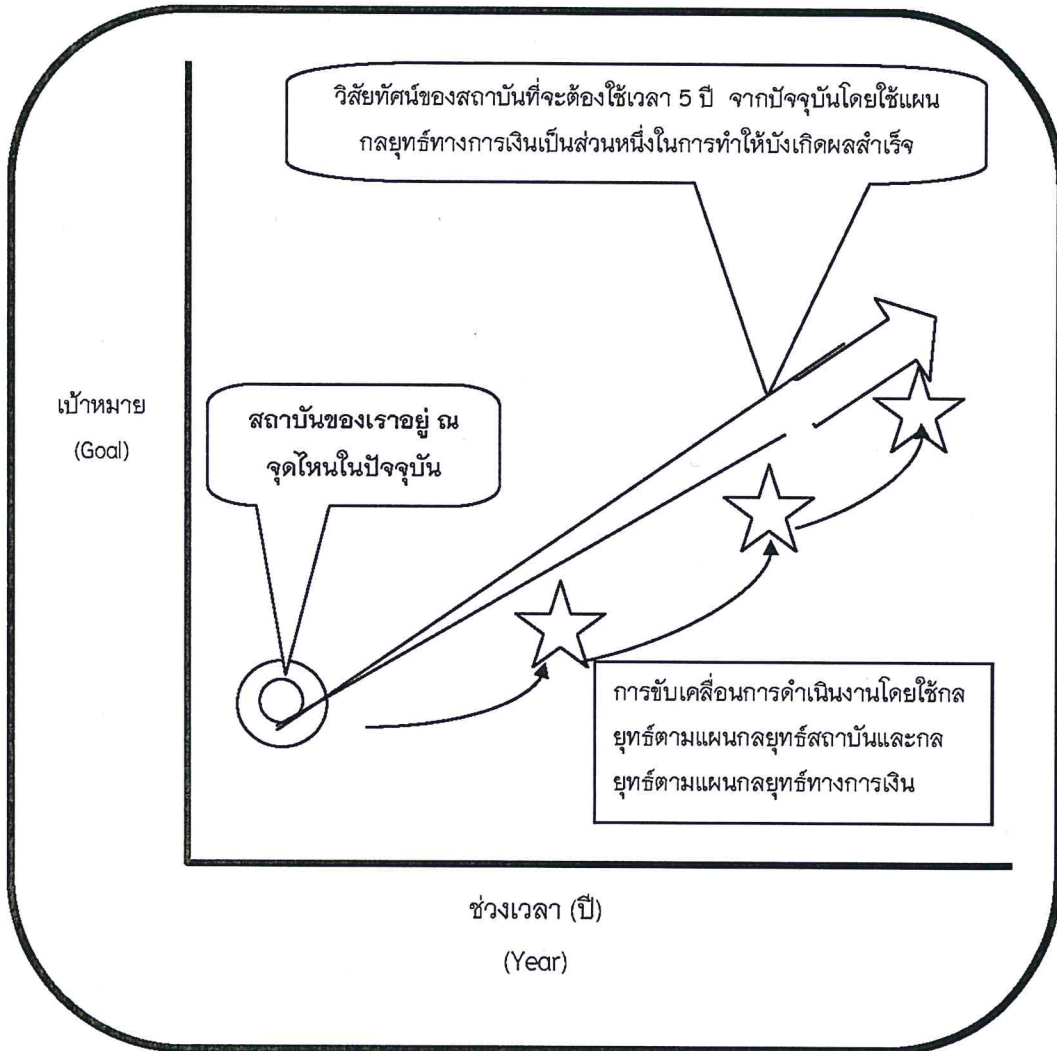 วิสัยทัศน์ของสถาบันที่จะต้องใช้เวลา 5 ปี จากปัจจุบันโดยใช้แผน
กลยุทธ์ทางการเงินเป็นส่วนหนึ่งในการทำให้บังเกิดผลสำเร็จ
เป้าหมาย
(Goal)
สถาบันของเราอยู่ ณ
จุดไหนในปัจจุบัน
การขับเคลื่อนการดำเนินงานโดยใช้กล
ยุทธ์ตามแผนกลยุทธ์สถาบันและกล
ยุทธ์ตามแผนกลยุทธ์ทางการเงิน
ช่วงเวลา (ปี)
(Year)